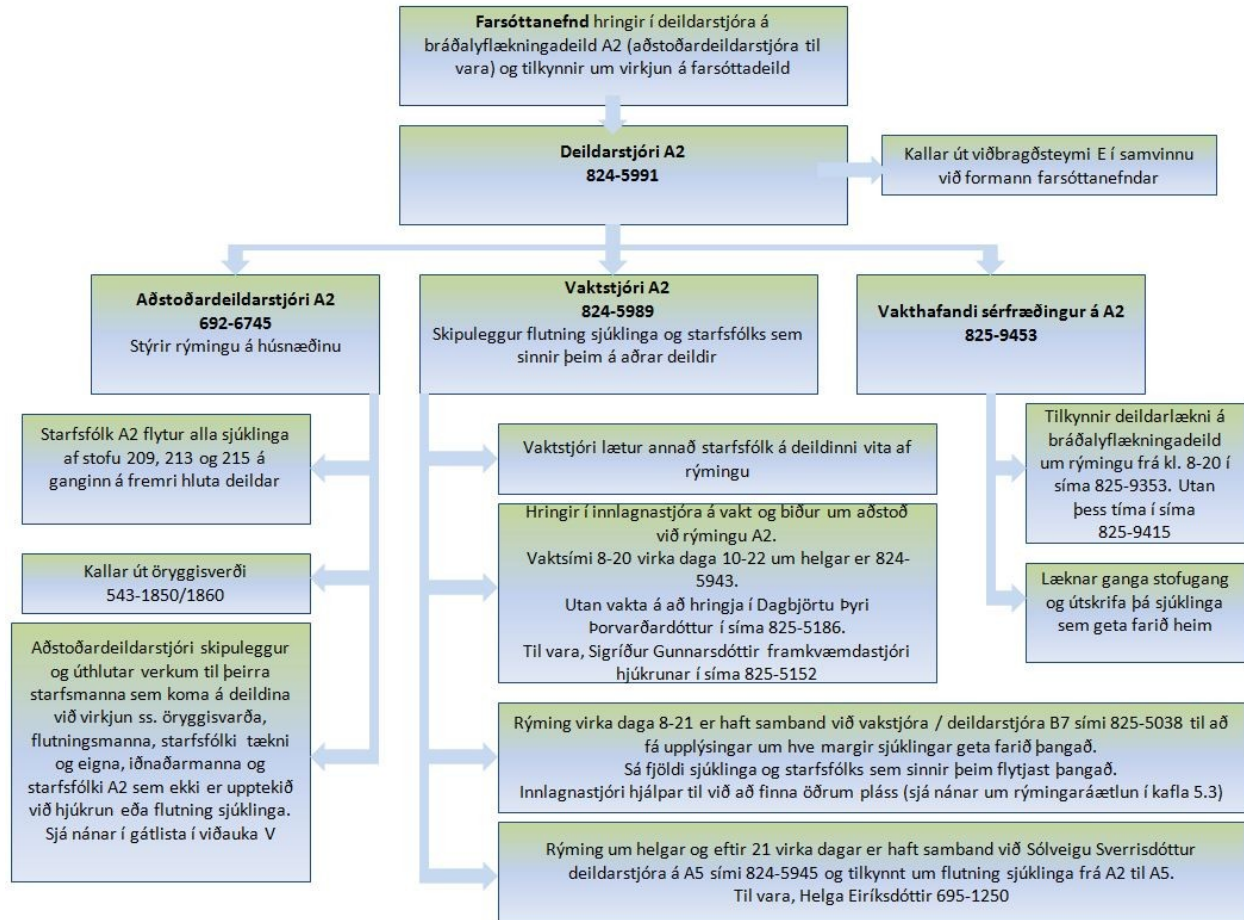 Farsóttanefnd hringir í deildarstjóra á
bráðalyflækningadeild A2 (aðstoðardeildarstjóra til
vara) og tilkynnir um virkjun á farsóttadeild
Deildarstjóri A2
824-5991
Kallar út viðbragðsteymi E í samvinnu
við formann farsóttanefndar
Aðstoðardeildarstjóri A2
692-6745
Stýrir rýmingu á húsnæðinu
Vaktstjóri A2
824-5989
Skipuleggur flutning sjúklinga og starfsfólks sem
sinnir þeim á aðrar deildir
Vakthafandi sérfræðingur á A2
825-9453
Starfsfólk A2 flytur alla sjúklinga
af stofu 209, 213 og 215 á
ganginn á fremri hluta deildar
Kallar út öryggisverði
543-1850/1860
Aðstoðardeildarstjóri skipuleggur
og úthlutar verkum til þeirra
starfsmanna sem koma á deildina
við virkjun ss. öryggisvarða,
flutningsmanna, starfsfólki tækni
og eigna, iðnaðarmanna og
starfsfólki A2 sem ekki er upptekið
við hjúkrun eða flutning sjúklinga.
Sjá nánar í gátlista í viðauka V
Vaktstjóri lætur annað starfsfólk á deildinni vita af
rýmingu
Hringir í innlagnastjóra á vakt og biður um aðstoð
við rýmingu A2.
Vaktsími 8-20 virka daga 10-22 um helgar er 824-
5943.
Utan vakta á að hringja í Dagbjörtu Þyri
Þorvarðardóttur í síma 825-5186.
Til vara, Sigríður Gunnarsdóttir framkvæmdastjóri
hjúkrunar í síma 825-5152
Rýming virka daga 8-21 er haft samband við vakstjóra / deildarstjóra B7 sími 825-5038 til að
fá upplýsingar um hve margir sjúklingar geta farið þangað.
Sá fjöldi sjúklinga og starfsfólks sem sinnir þeim flytjast þangað.
Innlagnastjóri hjálpar til við að finna öðrum pláss (sjá nánar um rýmingaráætlun í kafla 5.3)
Rýming um helgar og eftir 21 virka dagar er haft samband við Sólveigu Sverrisdóttur
deildarstjóra á A5 sími 824-5945 og tilkynnt um flutning sjúklinga frá A2 til A5.
Til vara, Helga Eiríksdóttir 695-1250
Tilkynnir deildarlækni á
bráðalyflækningadeild
um rýmingu frá kl. 8-20 í
síma 825-9353. Utan
þess tíma í síma
825-9415
Læknar ganga stofugang
og útskrifa þá sjúklinga
sem geta farið heim